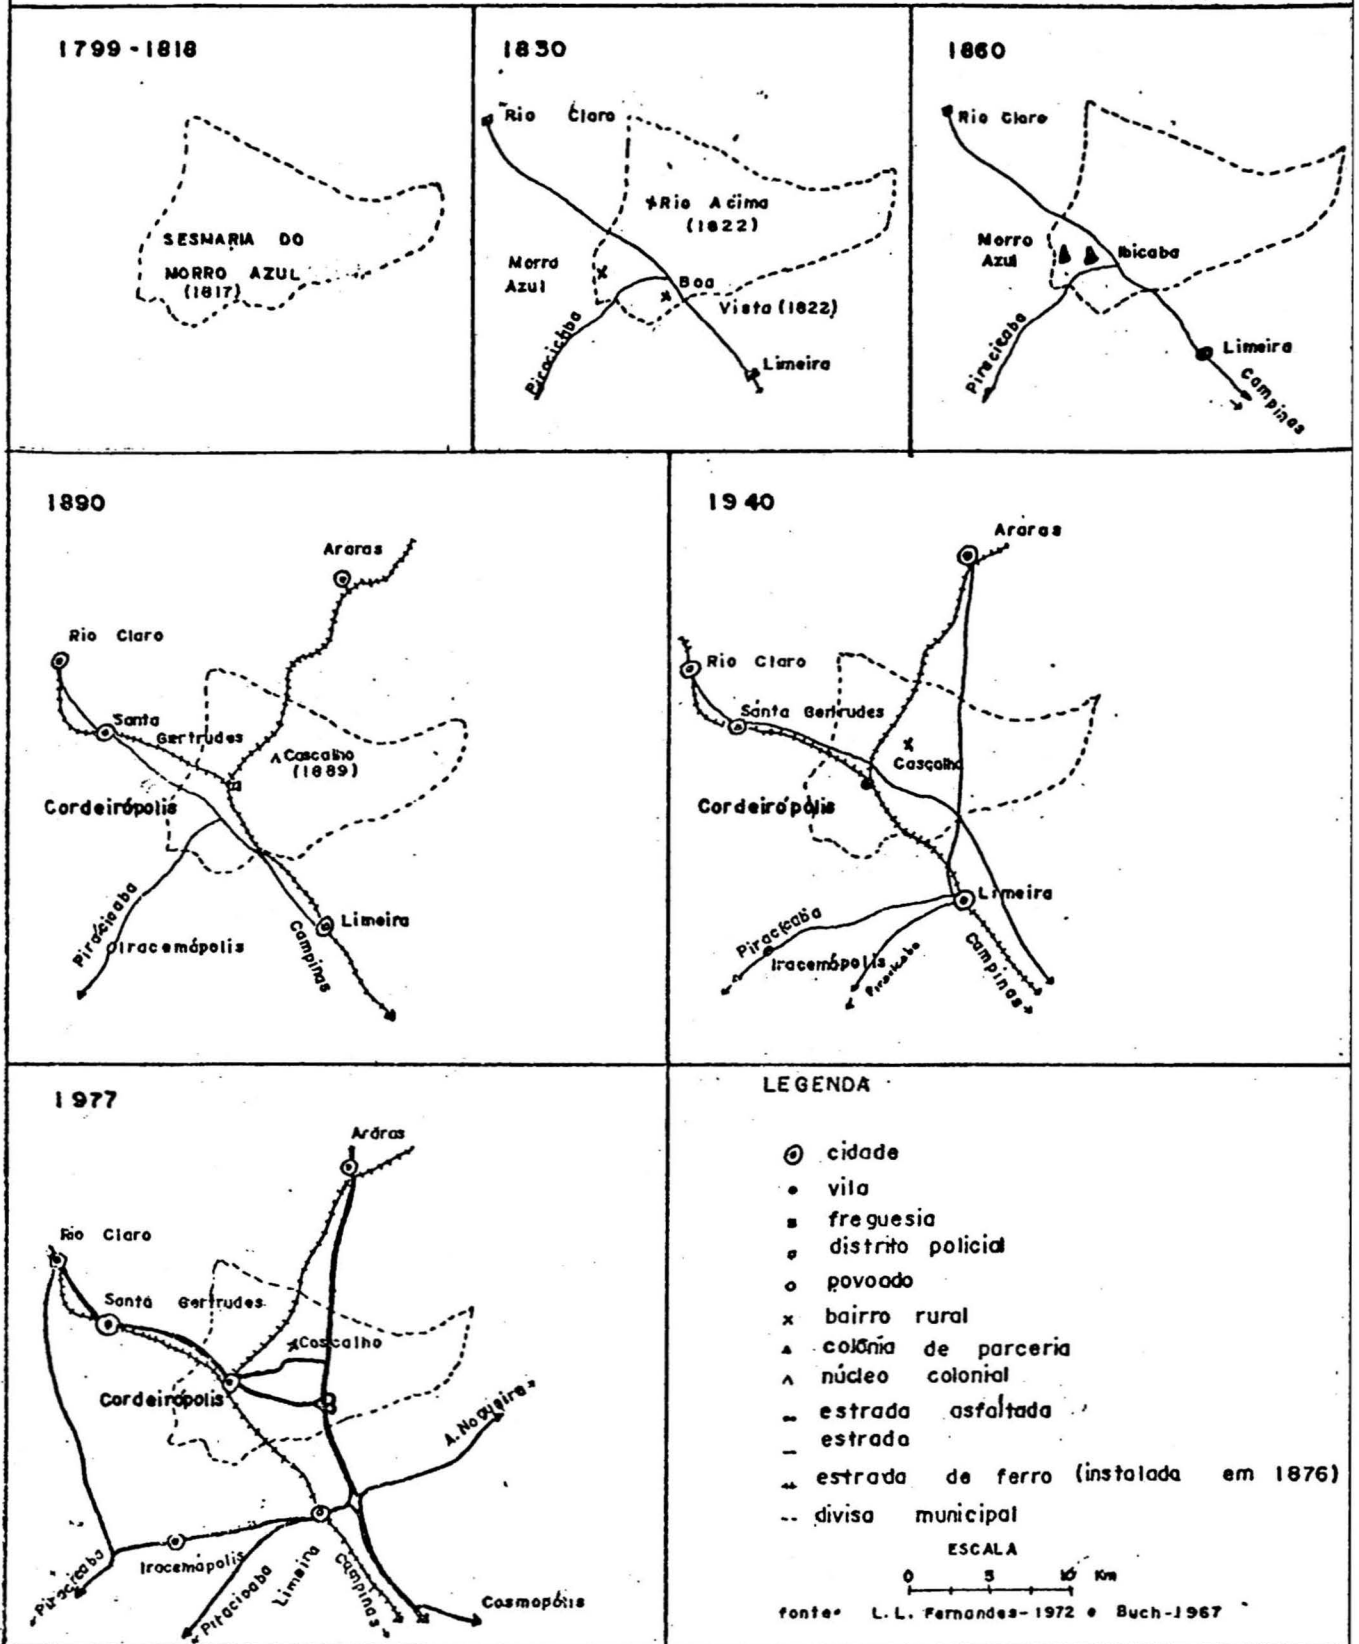 1799-1818
SESMARIA DO
MORRO AZUL
(1817)
1830
Rio Claro
Rio Acima
(1822)
Morro
Azul
Boa
Vista (1822)
Piracicaba
Limeira
1860
Rio Claro
Morro
Azul
Ibicaba
Piracicaba
Limeira
Campinas
1890
Araras
Rio Claro
Santa
Gertrudes
Cascalho
(1889)
Cordeirópolis
Piracicaba
Iracemápolis
Limeira
Campinas
1940
Araras
Rio Claro
Santa Gertrudes
Cascalho
Cordeirópolis
Limeira
Piracicaba
Iracemápolis
Piracicaba
Campinas
1977
Araras
Rio Claro
Santa Gertrudes
Cascalho
Cordeirópolis
A. Nogueira
Iracemápolis
Piracicaba
Piracicaba
Limeira
Campinas
Cosmópolis
LEGENDA
cidade
vila
freguesia
distrito policial
povoado
bairro rural
colônia de parceria
núcleo colonial
estrada asfaltada
estrada
estrada de ferro (instalada em 1876)
divisa municipal
ESCALA
0 5 10 Km
fonte: L.L. Fernandes-1972 e Buch-1967